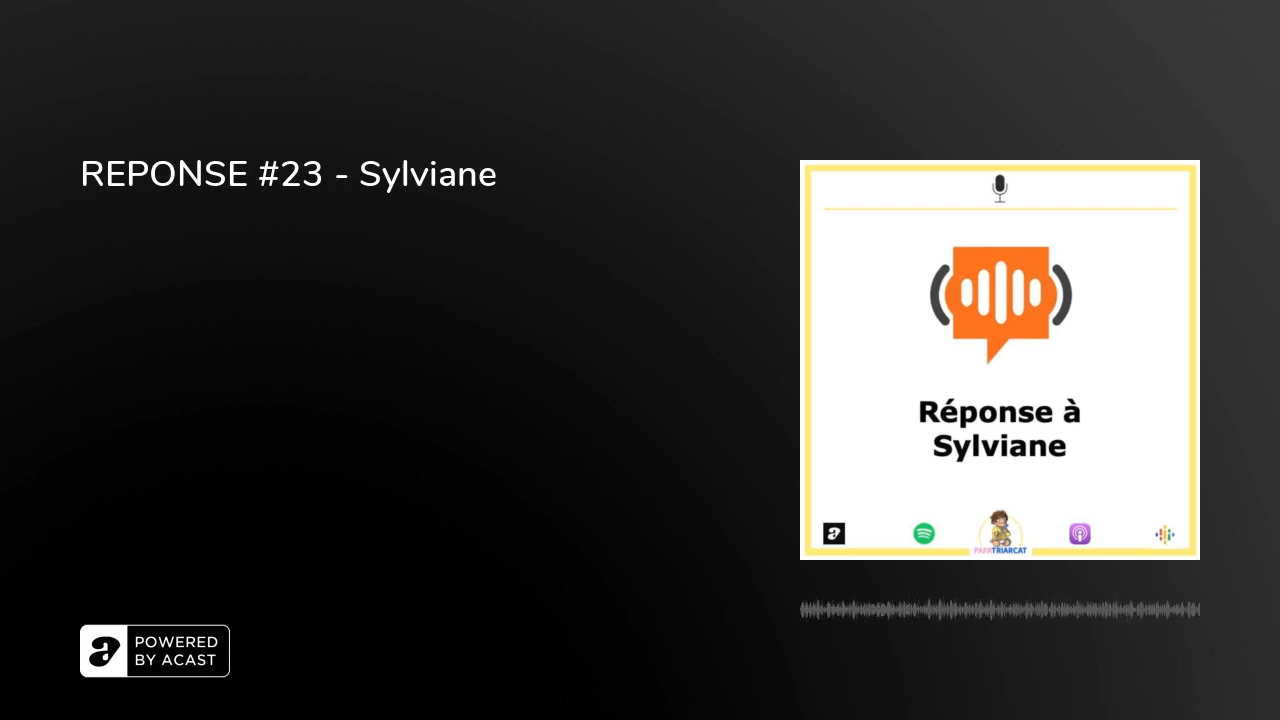 REPONSE #23 - Sylviane
Réponse à
Sylviane
PAPATRIARCAT
POWERED
BY ACAST